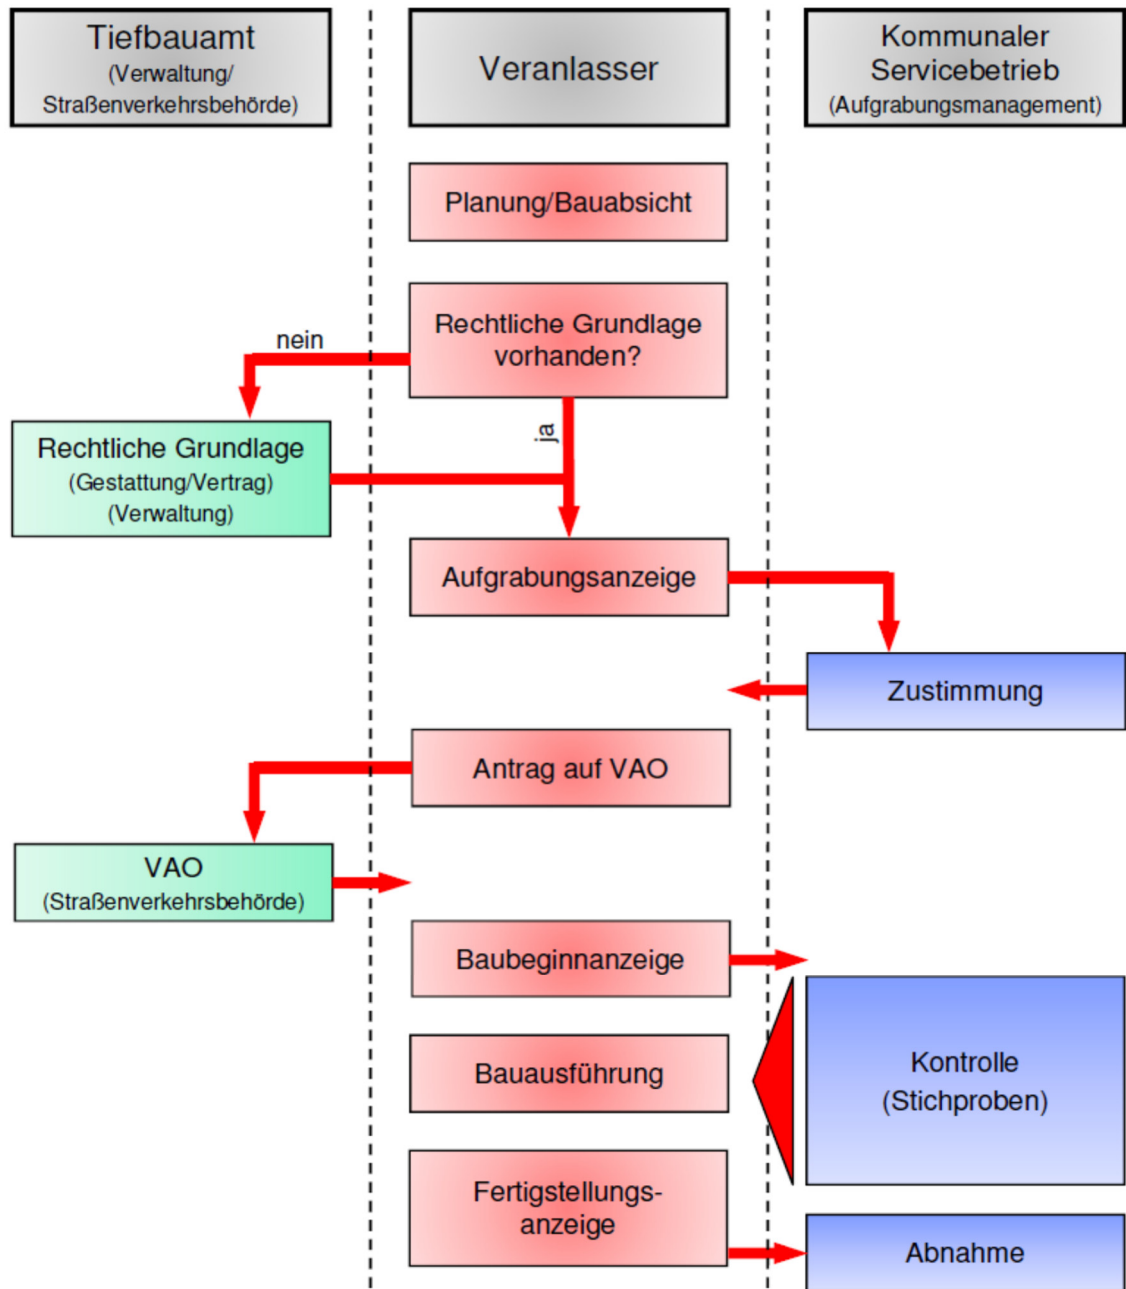 Tiefbauamt
(Verwaltung/
Straßenverkehrsbehörde)
Veranlasser
Kommunaler
Servicebetrieb
(Aufgrabungsmanagement)
Planung/Bauabsicht
Rechtliche Grundlage
vorhanden?
nein
ja
Rechtliche Grundlage
(Gestattung/Vertrag)
(Verwaltung)
Aufgrabungsanzeige
Zustimmung
Antrag auf VAO
VAO
(Straßenverkehrsbehörde)
Baubeginnanzeige
Bauausführung
Kontrolle
(Stichproben)
Fertigstellungs-
anzeige
Abnahme